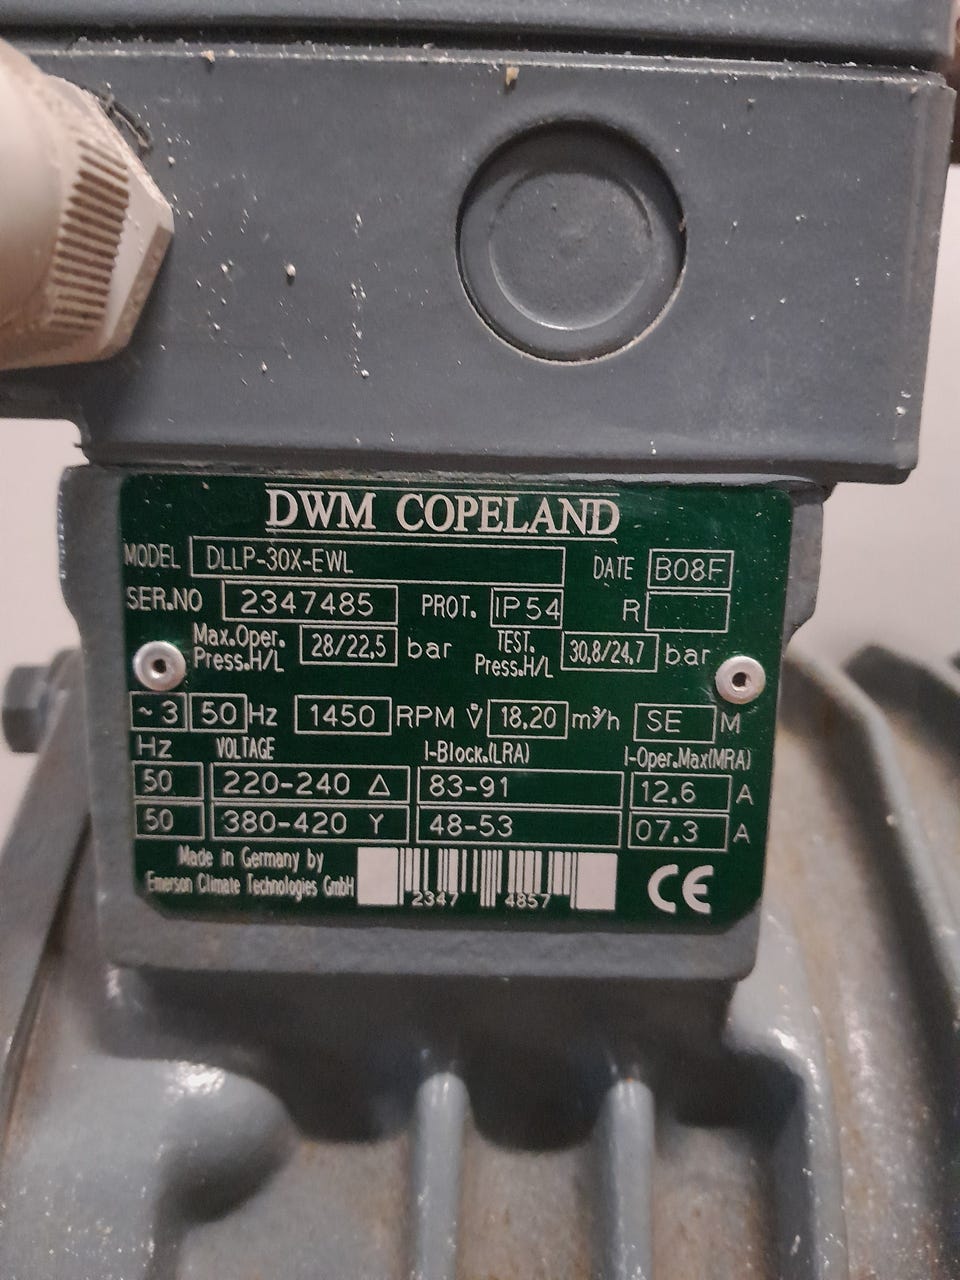 DWM COPELAND
MODEL DLLP-30X-EWL DATE B08F
SER.NO 2347485 PROT. IP54 R
Max.Oper. Press.H/L 28/22,5 bar TEST. Press.H/L 30,8/24,7 bar
~3 50 Hz 1450 RPM V̇ 18,20 m³/h SE M
Hz VOLTAGE I-Block.(LRA) I-Oper.Max(MRA)
50 220-240 Δ 83-91 12.6 A
50 380-420 Y 48-53 07.3 A
Made in Germany by
Emerson Climate Technologies GmbH
2347 4857
CE